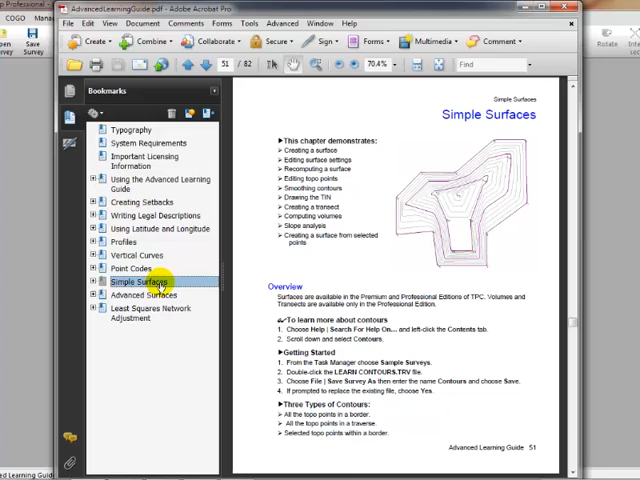 p Professional - [
AdvancedLearningGuide.pdf - Adobe Acrobat Pro
COGO Mana
File Edit View Document Comments Forms Tools Advanced Window Help
Open Survey
Save Survey
Rotate
Create Combine Collaborate Secure Sign Forms Multimedia Comment
51 / 82 70.4% Find
Bookmarks
Typography
System Requirements
Important Licensing
Information
Using the Advanced Learning
Guide
Creating Setbacks
Writing Legal Descriptions
Using Latitude and Longitude
Profiles
Vertical Curves
Point Codes
Simple Surfaces
Advanced Surfaces
Least Squares Network
Adjustment
Simple Surfaces
Simple Surfaces
This chapter demonstrates:
Creating a surface
Editing surface settings
Recomputing a surface
Editing topo points
Smoothing contours
Drawing the TIN
Creating a transect
Computing volumes
Slope analysis
Creating a surface from selected
points
Overview
Surfaces are available in the Premium and Professional Editions of TPC. Volumes and
Transects are available only in the Professional Edition.
To learn more about contours
1. Choose Help | Search For Help On... and left-click the Contents tab.
2. Scroll down and select Contours.
Getting Started
1. From the Task Manager choose Simple Surveys.
2. Double-click the LEARN CONTOURS.TRV file.
3. Choose File | Save Survey As then enter the name Contours and choose Save.
4. If prompted to replace the existing file, choose Yes.
Three Types of Contours:
All the topo points in a border.
All the topo points in a traverse.
Selected topo points within a border.
Advanced Learning Guide 51